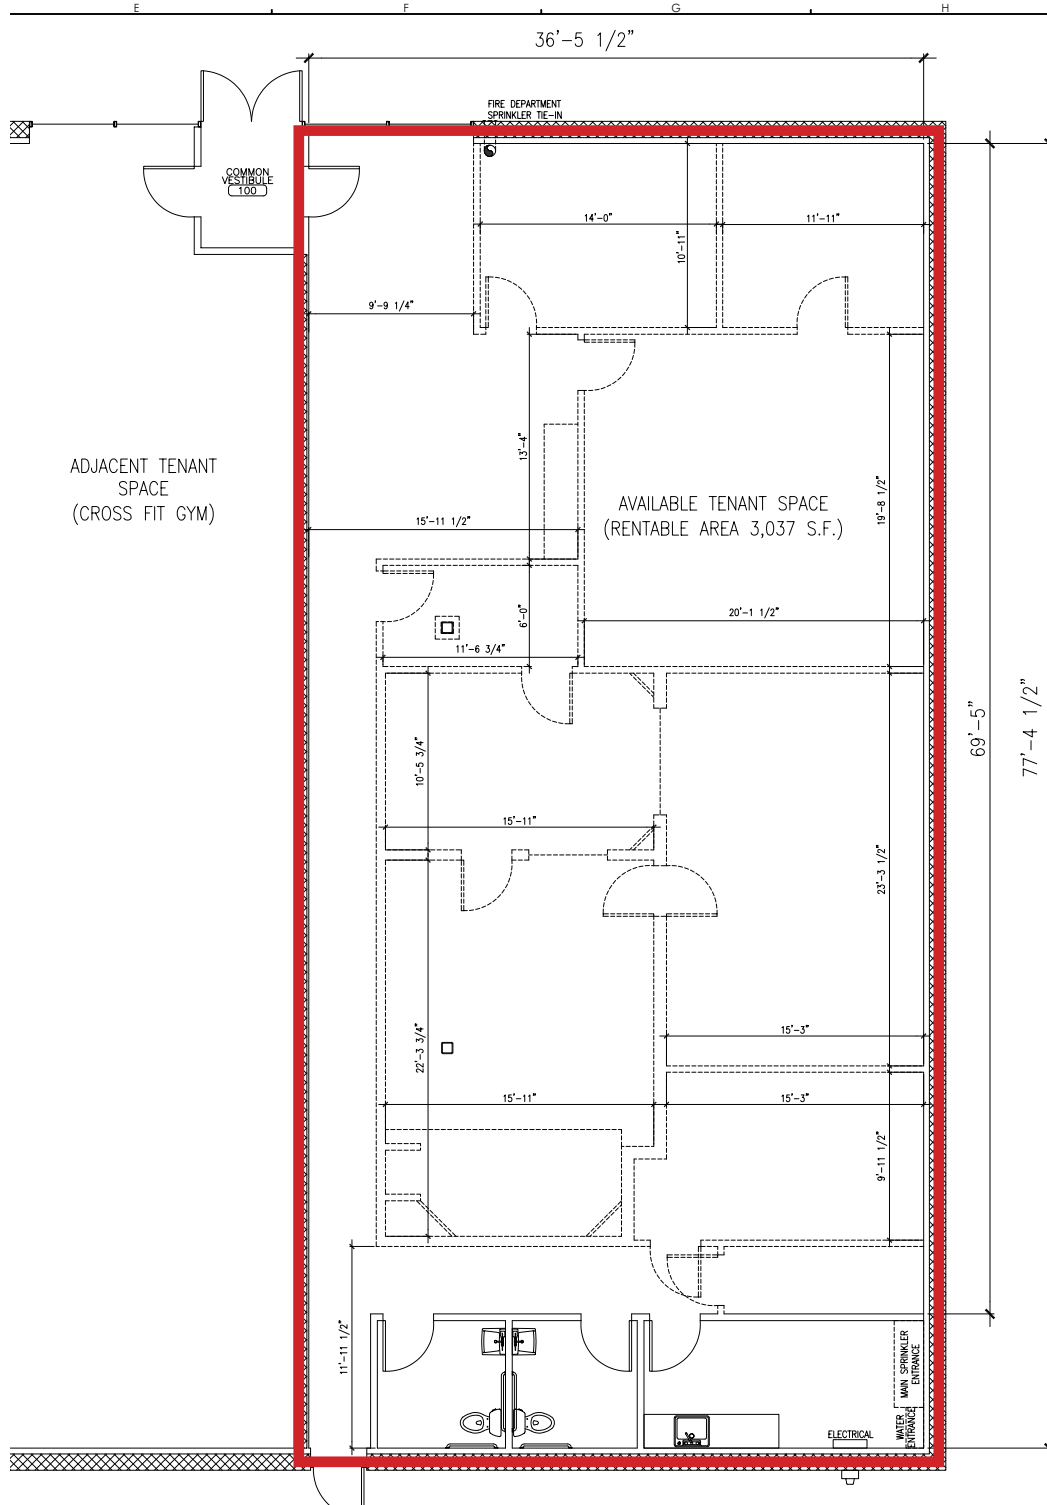 E
F
G
H
36'-5 1/2"
FIRE DEPARTMENT
SPRINKLER TIE-IN
COMMON
VESTIBULE
100
14'-0"
11'-11"
10'-11"
9'-9 1/4"
13'-4"
ADJACENT TENANT
SPACE
(CROSS FIT GYM)
AVAILABLE TENANT SPACE
(RENTABLE AREA 3,037 S.F.)
19'-8 1/2"
15'-11 1/2"
6'-0"
20'-1 1/2"
11'-6 3/4"
69'-5"
77'-4 1/2"
10'-5 3/4"
15'-11"
23'-3 1/2"
22'-3 3/4"
15'-3"
15'-11"
15'-3"
9'-11 1/2"
11'-11 1/2"
MAIN SPRINKLER
ENTRANCE
WATER
ENTRANCE
ELECTRICAL